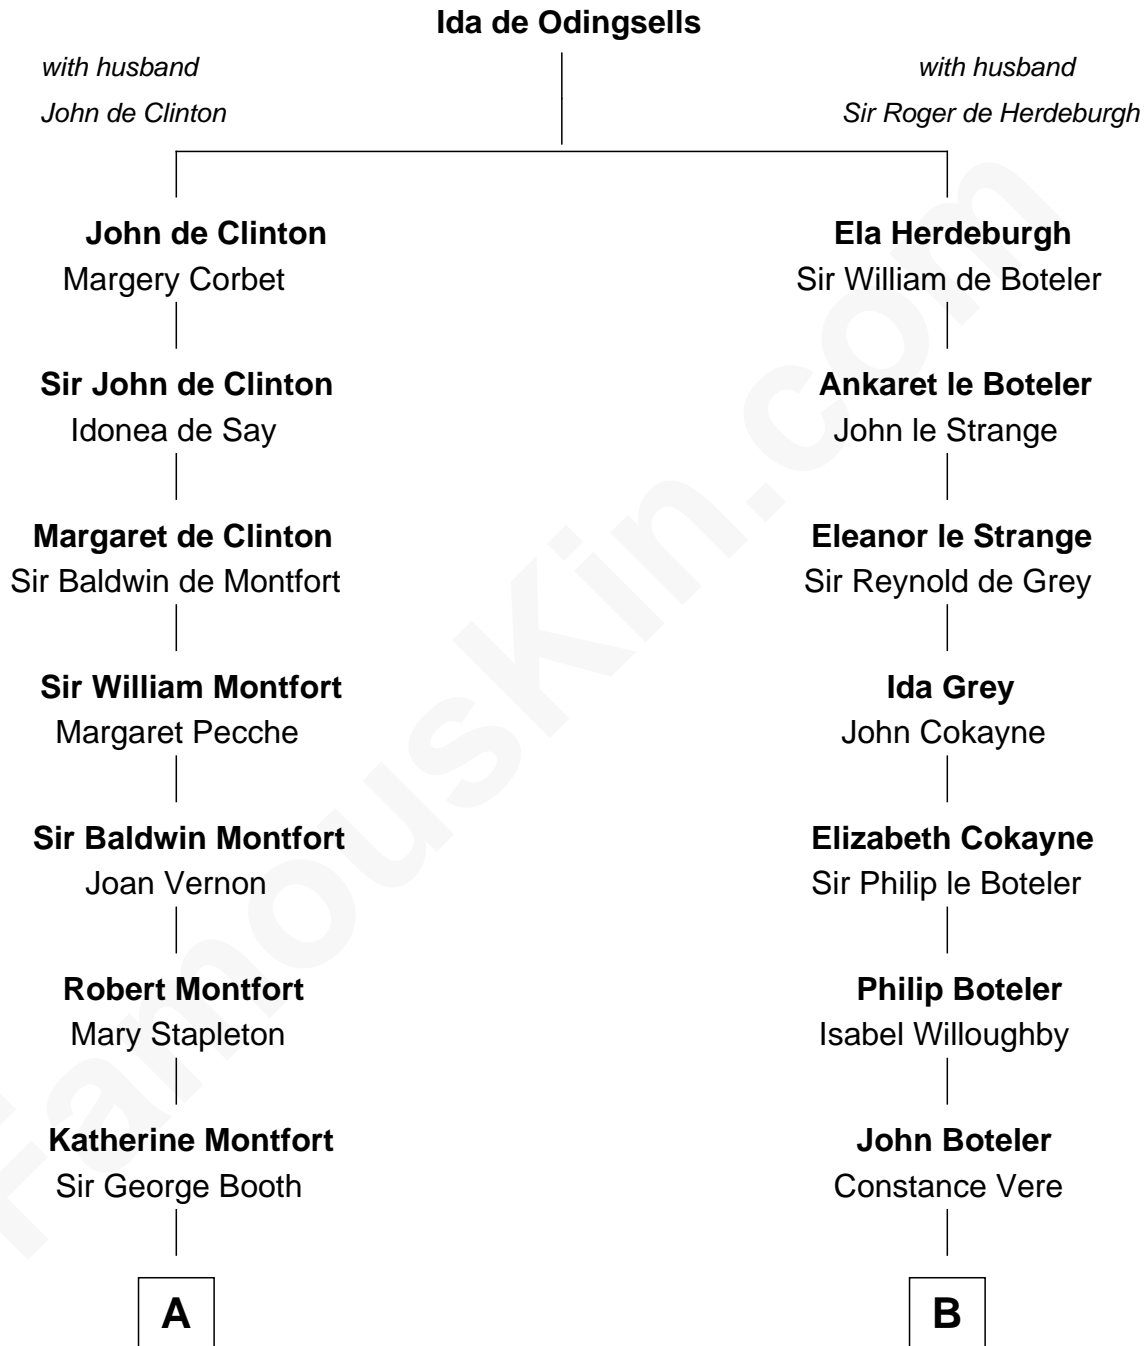 Ida de Odingsells
with husband
John de Clinton
with husband
Sir Roger de Herdeburgh
John de Clinton
Margery Corbet
Ela Herdeburgh
Sir William de Boteler
Sir John de Clinton
Idonea de Say
Ankaret le Boteler
John le Strange
Margaret de Clinton
Sir Baldwin de Montfort
Eleanor le Strange
Sir Reynold de Grey
Sir William Montfort
Margaret Pecche
Ida Grey
John Cokayne
Sir Baldwin Montfort
Joan Vernon
Elizabeth Cokayne
Sir Philip le Boteler
Robert Montfort
Mary Stapleton
Philip Boteler
Isabel Willoughby
Katherine Montfort
Sir George Booth
John Boteler
Constance Vere
A
B
FamousKin.com